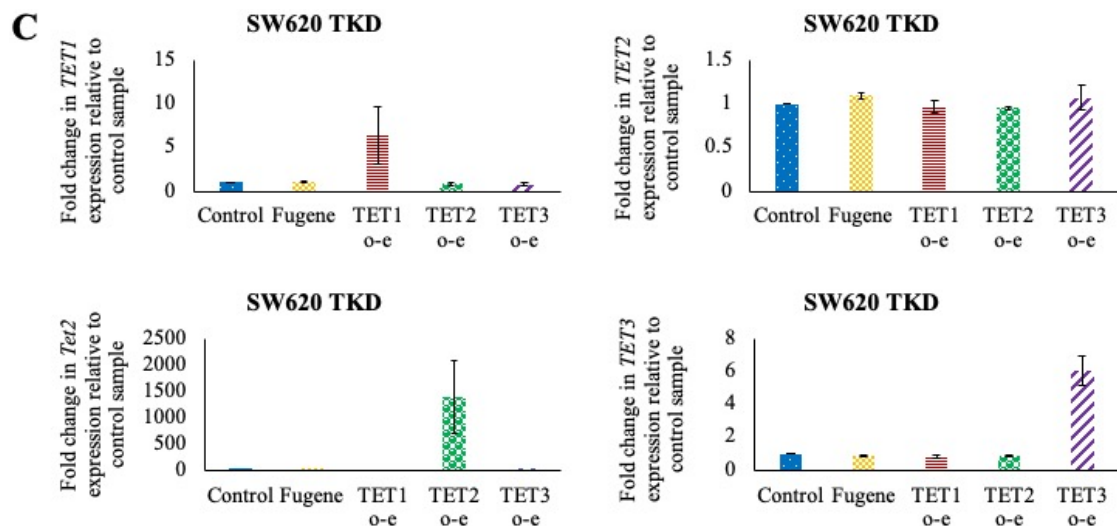 C
SW620 TKD
Fold change in TET1
expression relative to
control sample
15
10
5
0
Control Fugene TET1 TET2 TET3
o-e o-e o-e
SW620 TKD
Fold change in TET2
expression relative to
control sample
1.5
1
0.5
0
Control Fugene TET1 TET2 TET3
o-e o-e o-e
SW620 TKD
Fold change in Tet2
expression relative to
control sample
2500
2000
1500
1000
500
0
Control Fugene TET1 TET2 TET3
o-e o-e o-e
SW620 TKD
Fold change in TET3
expression relative to
control sample
8
6
4
2
0
Control Fugene TET1 TET2 TET3
o-e o-e o-e